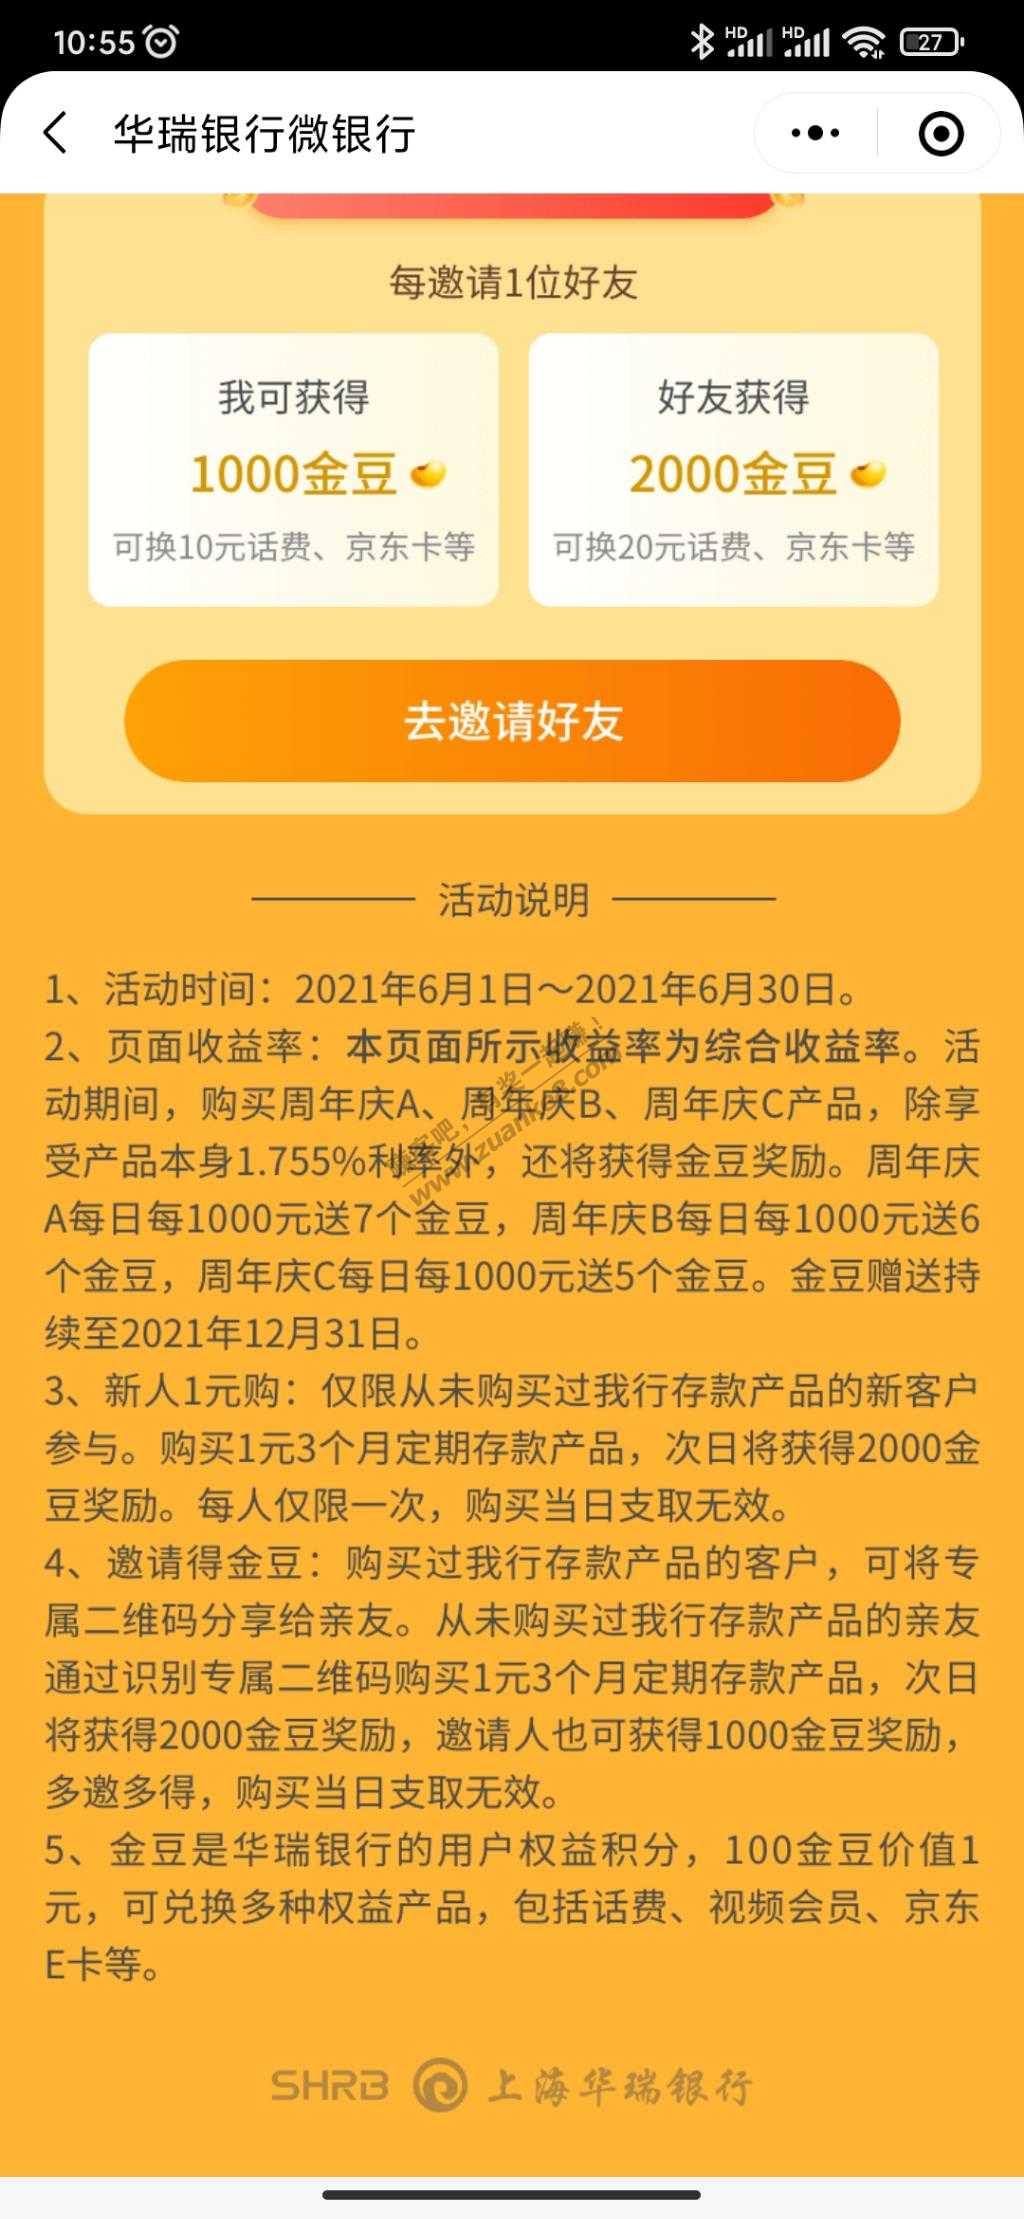 10:55
HD HD 27
华瑞银行微银行
每邀请1位好友
我可获得
1000金豆
可换10元话费、京东卡等
好友获得
2000金豆
可换20元话费、京东卡等
去邀请好友
活动说明
1、活动时间：2021年6月1日～2021年6月30日。
2、页面收益率：本页面所示收益率为综合收益率。活
动期间，购买周年庆A、周年庆B、周年庆C产品，除享
受产品本身1.755%利率外，还将获得金豆奖励。周年庆
A每日每1000元送7个金豆，周年庆B每日每1000元送6
个金豆，周年庆C每日每1000元送5个金豆。金豆赠送持
续至2021年12月31日。
3、新人1元购：仅限从未购买过我行存款产品的新客户
参与。购买1元3个月定期存款产品，次日将获得2000金
豆奖励。每人仅限一次，购买当日支取无效。
4、邀请得金豆：购买过我行存款产品的客户，可将专
属二维码分享给亲友。从未购买过我行存款产品的亲友
通过识别专属二维码购买1元3个月定期存款产品，次日
将获得2000金豆奖励，邀请人也可获得1000金豆奖励，
多邀多得，购买当日支取无效。
5、金豆是华瑞银行的用户权益积分，100金豆价值1
元，可兑换多种权益产品，包括话费、视频会员、京东
E卡等。
www.zuanke8.com
SHRB 上海华瑞银行